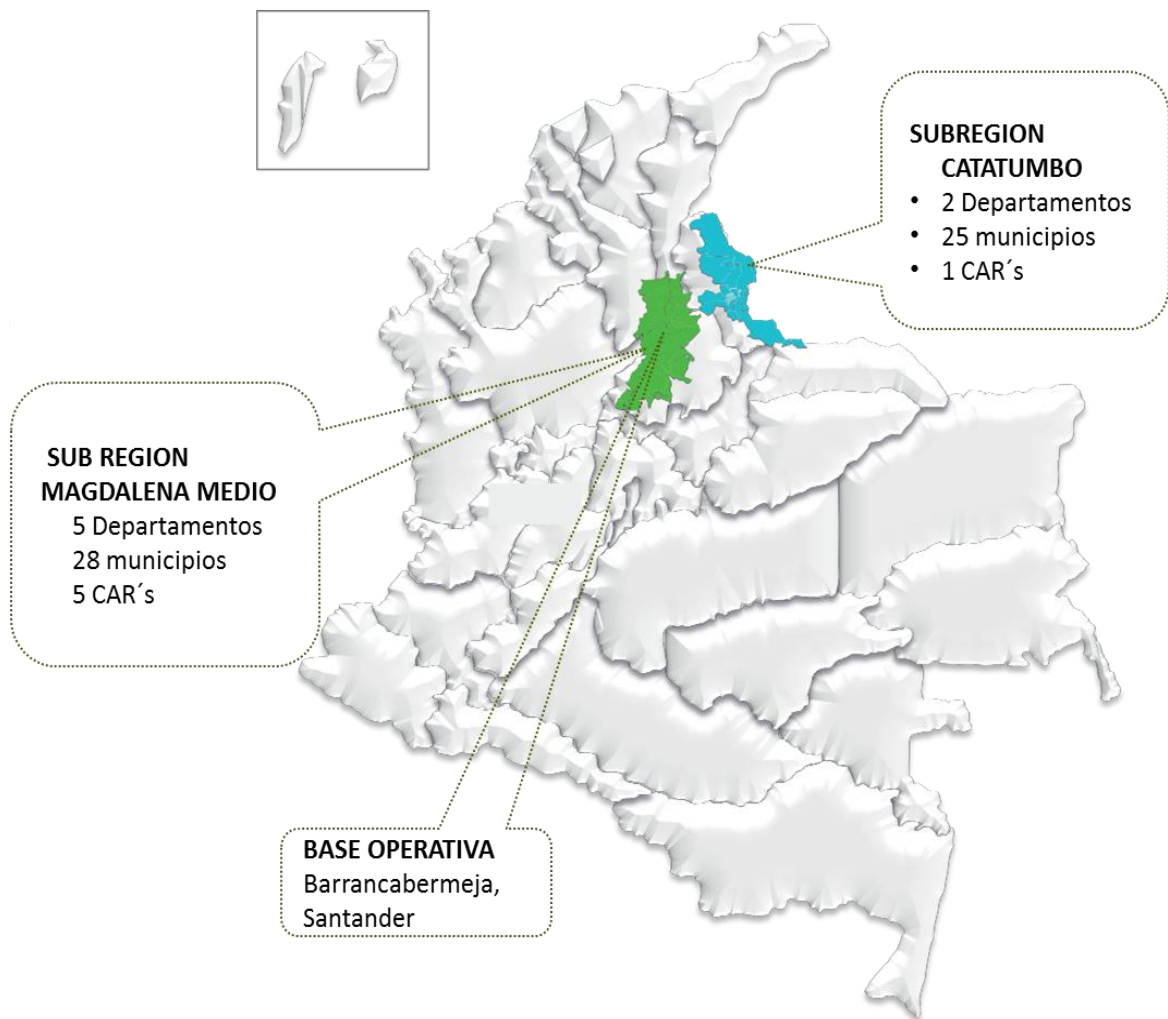 SUBREGION
CATATUMBO
• 2 Departamentos
• 25 municipios
• 1 CAR´s
SUB REGION
MAGDALENA MEDIO
5 Departamentos
28 municipios
5 CAR´s
BASE OPERATIVA
Barrancabermeja,
Santander